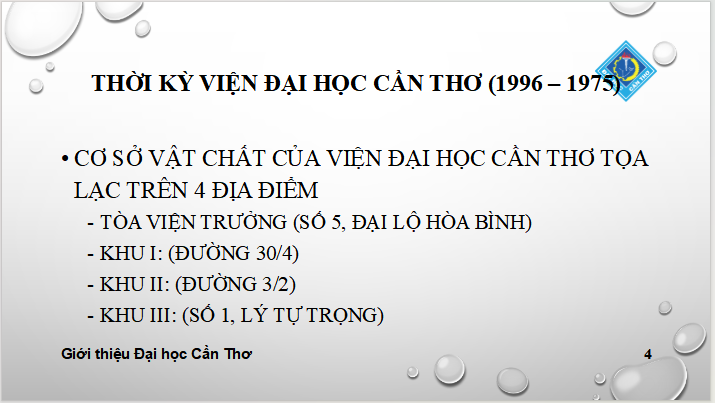 THỜI KỲ VIỆN ĐẠI HỌC CẦN THƠ (1996 – 1975)
CẦN THƠ
• CƠ SỞ VẬT CHẤT CỦA VIỆN ĐẠI HỌC CẦN THƠ TỌA
LẠC TRÊN 4 ĐỊA ĐIỂM
- TÒA VIỆN TRƯỞNG (SỐ 5, ĐẠI LỘ HÒA BÌNH)
- KHU I: (ĐƯỜNG 30/4)
- KHU II: (ĐƯỜNG 3/2)
- KHU III: (SỐ 1, LÝ TỰ TRỌNG)
Giới thiệu Đại học Cần Thơ
4